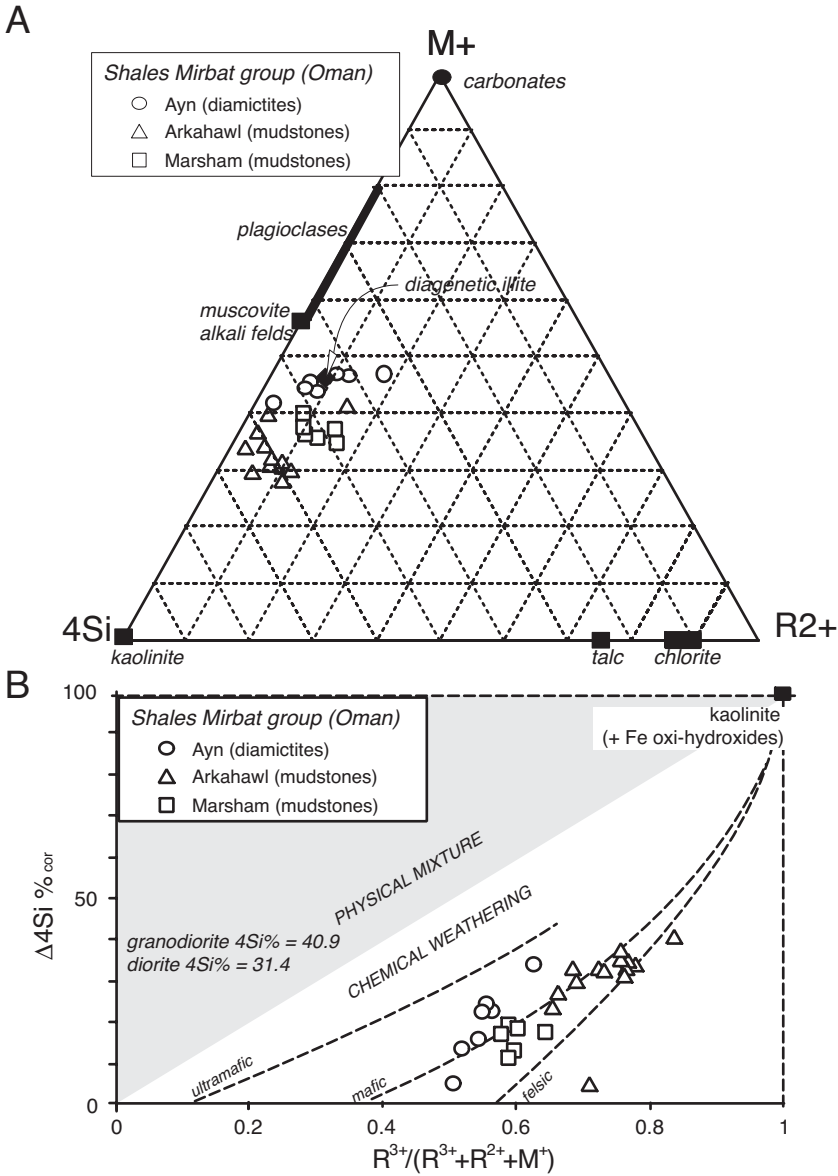 A
M+
Shales Mirbat group (Oman)
Ayn (diamictites)
Arkahawl (mudstones)
Marsham (mudstones)
carbonates
plagioclases
diagenetic illite
muscovite
alkali felds
4Si
R2+
kaolinite
talc
chlorite
B
100
Shales Mirbat group (Oman)
Ayn (diamictites)
Arkahawl (mudstones)
Marsham (mudstones)
kaolinite
(+ Fe oxi-hydroxides)
Δ4Si % cor
PHYSICAL MIXTURE
50
CHEMICAL WEATHERING
granodiorite 4Si% = 40.9
diorite 4Si% = 31.4
ultramafic
mafic
felsic
0
0 0.2 0.4 0.6 0.8 1
R³⁺/(R³⁺+R²⁺+M⁺)